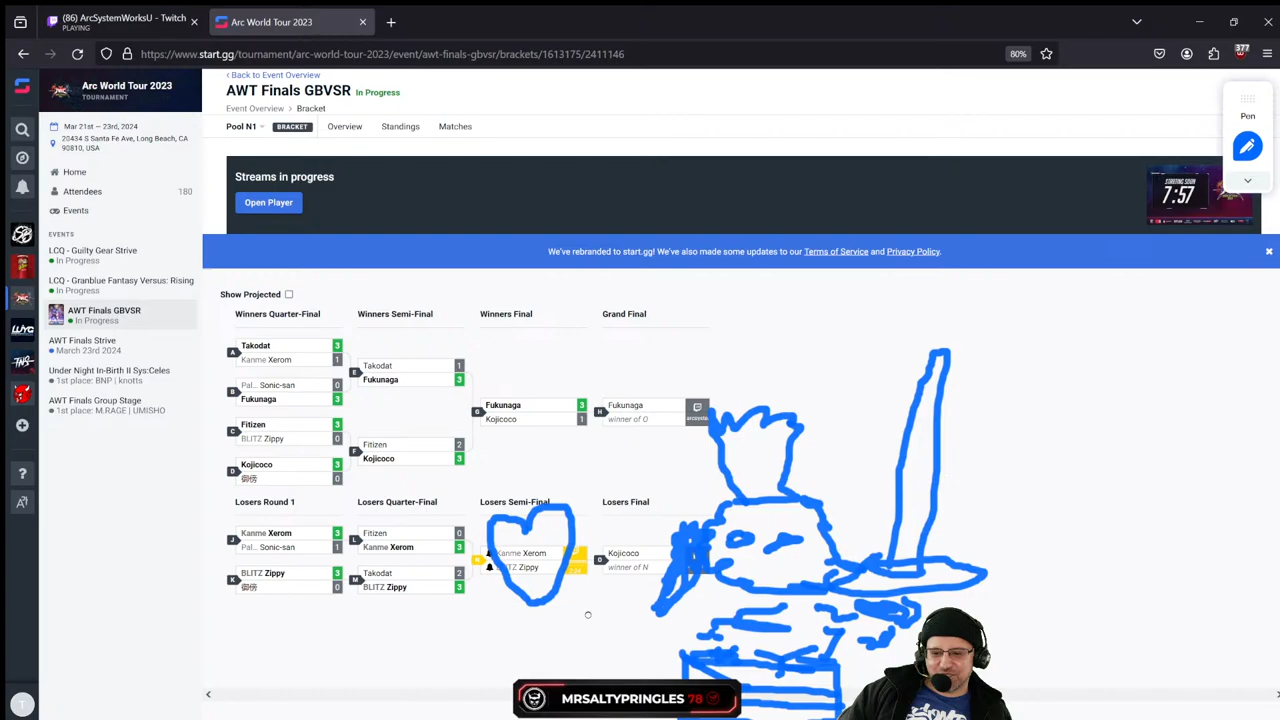 (86) ArcSystemWorksU - Twitch
PLAYING
Arc World Tour 2023
https://www.start.gg/tournament/arc-world-tour-2023/event/awt-finals-gbvsr/brackets/1613175/2411146
80%
377
Arc World Tour 2023
TOURNAMENT
Mar 21st — 23rd, 2024
20434 S Santa Fe Ave, Long Beach, CA
90810, USA
Home
Attendees 180
Events
EVENTS
LCQ - Guilty Gear Strive
In Progress
LCQ - Granblue Fantasy Versus: Rising
In Progress
AWT Finals GBVSR
In Progress
AWT Finals Strive
March 23rd 2024
Under Night In-Birth II Sys:Celes
1st place: BNP | knotts
AWT Finals Group Stage
1st place: M.RAGE | UMISHO
‹ Back to Event Overview
AWT Finals GBVSR In Progress
Event Overview > Bracket
Pool N1 BRACKET Overview Standings Matches
Streams in progress
Open Player
STARTING SOON
7:57
Pen
We've rebranded to start.gg! We've also made some updates to our Terms of Service and Privacy Policy.
Show Projected
Winners Quarter-Final Winners Semi-Final Winners Final Grand Final
A Takodat 3
Kanme Xerom 1
B Pal... Sonic-san 0
Fukunaga 3
C Fitizen 3
BLITZ Zippy 0
D Kojicoco 3
御傍 0
E Takodat 1
Fukunaga 3
F Fitizen 2
Kojicoco 3
G Fukunaga 3
Kojicoco 1
H Fukunaga
winner of O
arcsyste
Losers Round 1 Losers Quarter-Final Losers Semi-Final Losers Final
J Kanme Xerom 3
Pal... Sonic-san 1
K BLITZ Zippy 3
御傍 0
L Fitizen 0
Kanme Xerom 3
M Takodat 2
BLITZ Zippy 3
N Kanme Xerom
Zippy
O Kojicoco
winner of N
MRSALTYPRINGLES 78
T